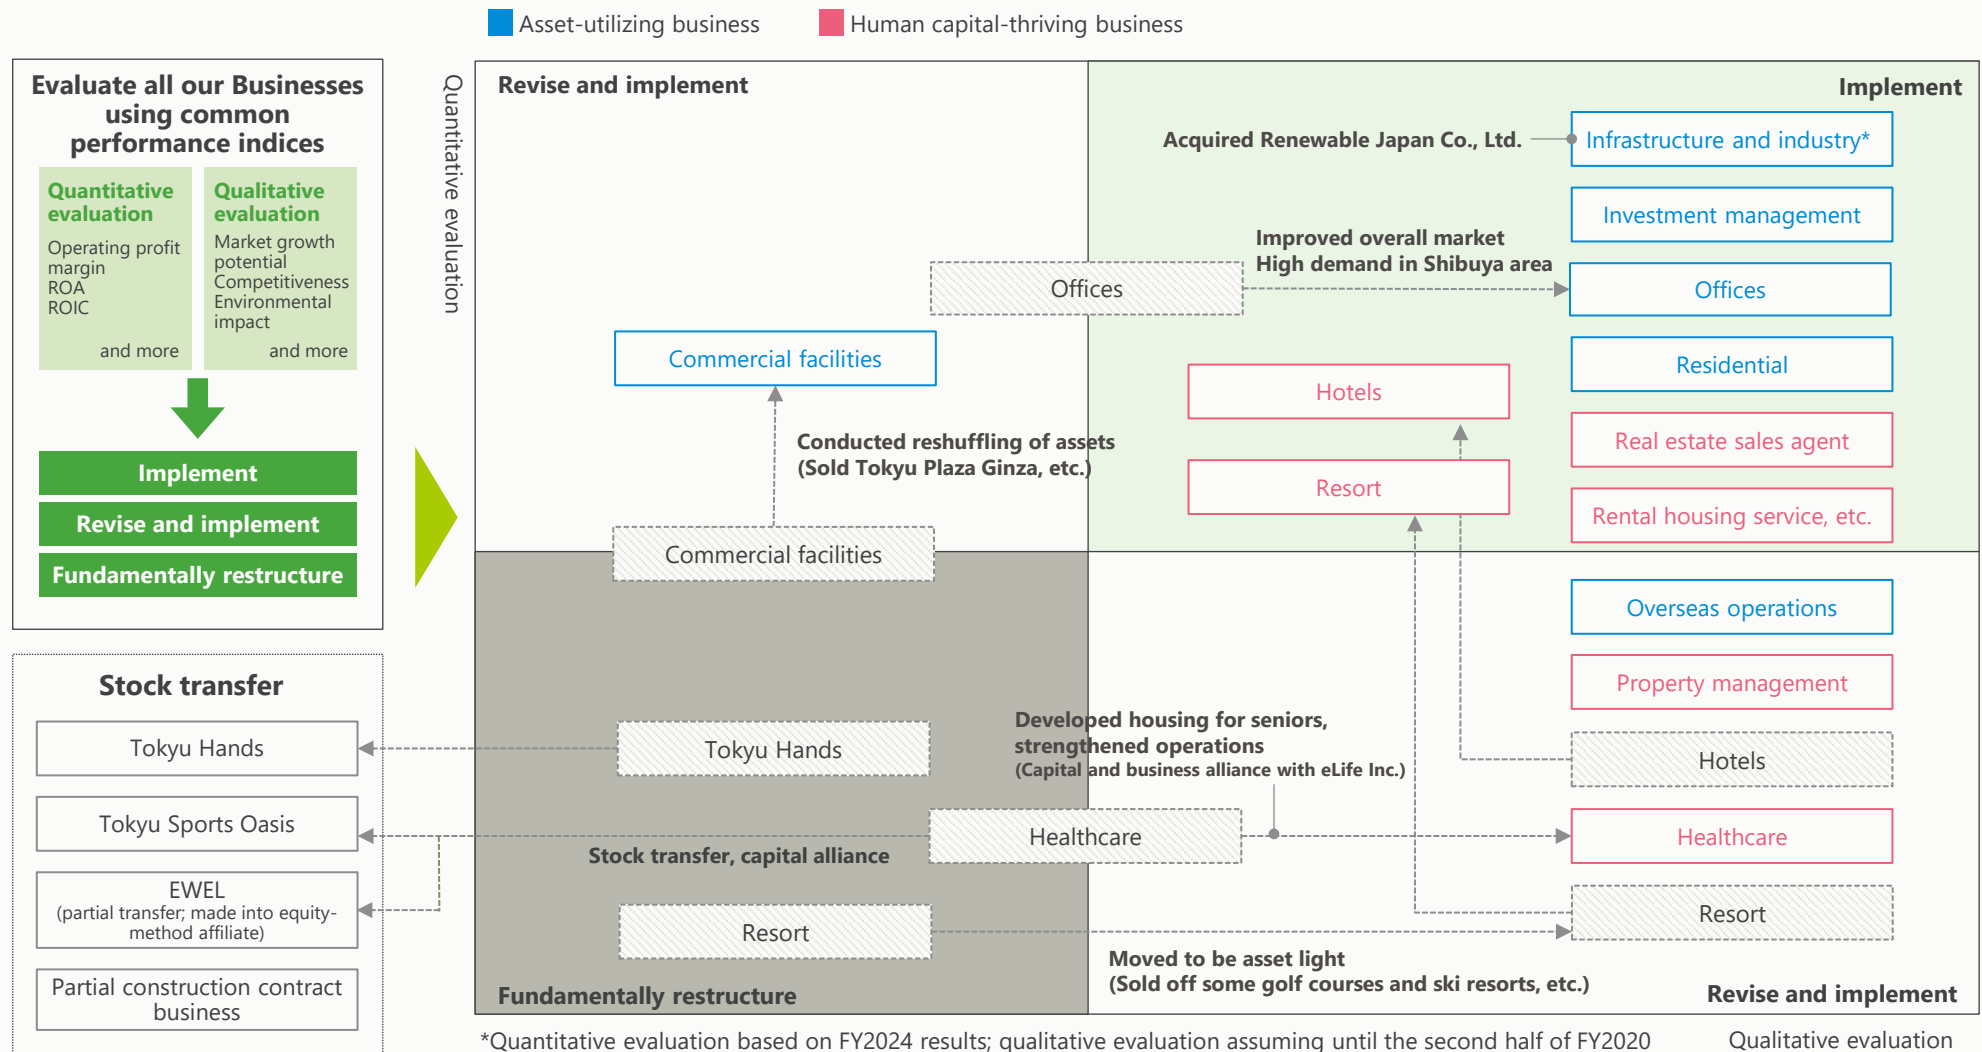 Asset-utilizing business
Human capital-thriving business
Evaluate all our Businesses
using common
performance indices
Quantitative
evaluation
Operating profit
margin
ROA
ROIC
and more
Qualitative
evaluation
Market growth
potential
Competitiveness
Environmental
impact
and more
Implement
Revise and implement
Fundamentally restructure
Stock transfer
Tokyu Hands
Tokyu Sports Oasis
EWEL
(partial transfer; made into equity-
method affiliate)
Partial construction contract
business
Quantitative evaluation
Revise and implement
Commercial facilities
Conducted reshuffling of assets
(Sold Tokyu Plaza Ginza, etc.)
Commercial facilities
Offices
Implement
Acquired Renewable Japan Co., Ltd.
Infrastructure and industry*
Investment management
Improved overall market
High demand in Shibuya area
Offices
Residential
Hotels
Real estate sales agent
Resort
Rental housing service, etc.
Tokyu Hands
Healthcare
Stock transfer, capital alliance
Resort
Fundamentally restructure
Overseas operations
Property management
Developed housing for seniors,
strengthened operations
(Capital and business alliance with eLife Inc.)
Hotels
Healthcare
Resort
Moved to be asset light
(Sold off some golf courses and ski resorts, etc.)
Revise and implement
*Quantitative evaluation based on FY2024 results; qualitative evaluation assuming until the second half of FY2020
Qualitative evaluation